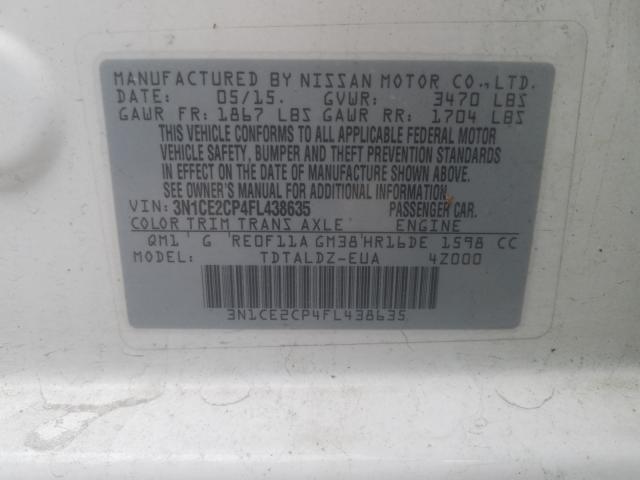 MANUFACTURED BY NISSAN MOTOR CO.,LTD.
DATE: 05/15. GVWR: 3470 LBS
GAWR FR: 1867 LBS GAWR RR: 1704 LBS
THIS VEHICLE CONFORMS TO ALL APPLICABLE FEDERAL MOTOR
VEHICLE SAFETY, BUMPER AND THEFT PREVENTION STANDARDS
IN EFFECT ON THE DATE OF MANUFACTURE SHOWN ABOVE.
SEE OWNER'S MANUAL FOR ADDITIONAL INFORMATION.
VIN: 3N1CE2CP4FL438635 PASSENGER CAR.
COLOR TRIM TRANS AXLE ENGINE
QM1 G RE0F11A GM38 HR16DE 1598 CC
MODEL: TDTALDZ-EUA 4Z000
3N1CE2CP4FL438635